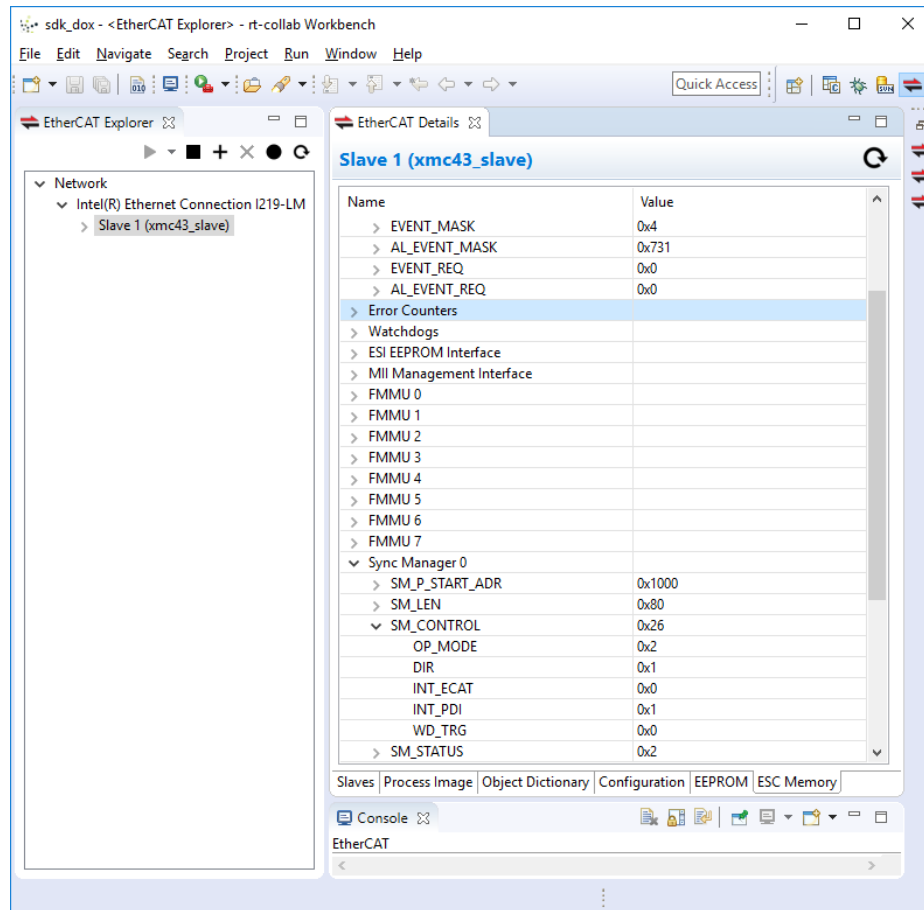 sdk_dox - <EtherCAT Explorer> - rt-collab Workbench
File Edit Navigate Search Project Run Window Help
010
Quick Access
C
SVN
EtherCAT Explorer
Network
Intel(R) Ethernet Connection I219-LM
Slave 1 (xmc43_slave)
EtherCAT Details
Slave 1 (xmc43_slave)
Name Value
EVENT_MASK 0x4
AL_EVENT_MASK 0x731
EVENT_REQ 0x0
AL_EVENT_REQ 0x0
Error Counters
Watchdogs
ESI EEPROM Interface
MII Management Interface
FMMU 0
FMMU 1
FMMU 2
FMMU 3
FMMU 4
FMMU 5
FMMU 6
FMMU 7
Sync Manager 0
SM_P_START_ADR 0x1000
SM_LEN 0x80
SM_CONTROL 0x26
OP_MODE 0x2
DIR 0x1
INT_ECAT 0x0
INT_PDI 0x1
WD_TRG 0x0
SM_STATUS 0x2
Slaves Process Image Object Dictionary Configuration EEPROM ESC Memory
Console
EtherCAT